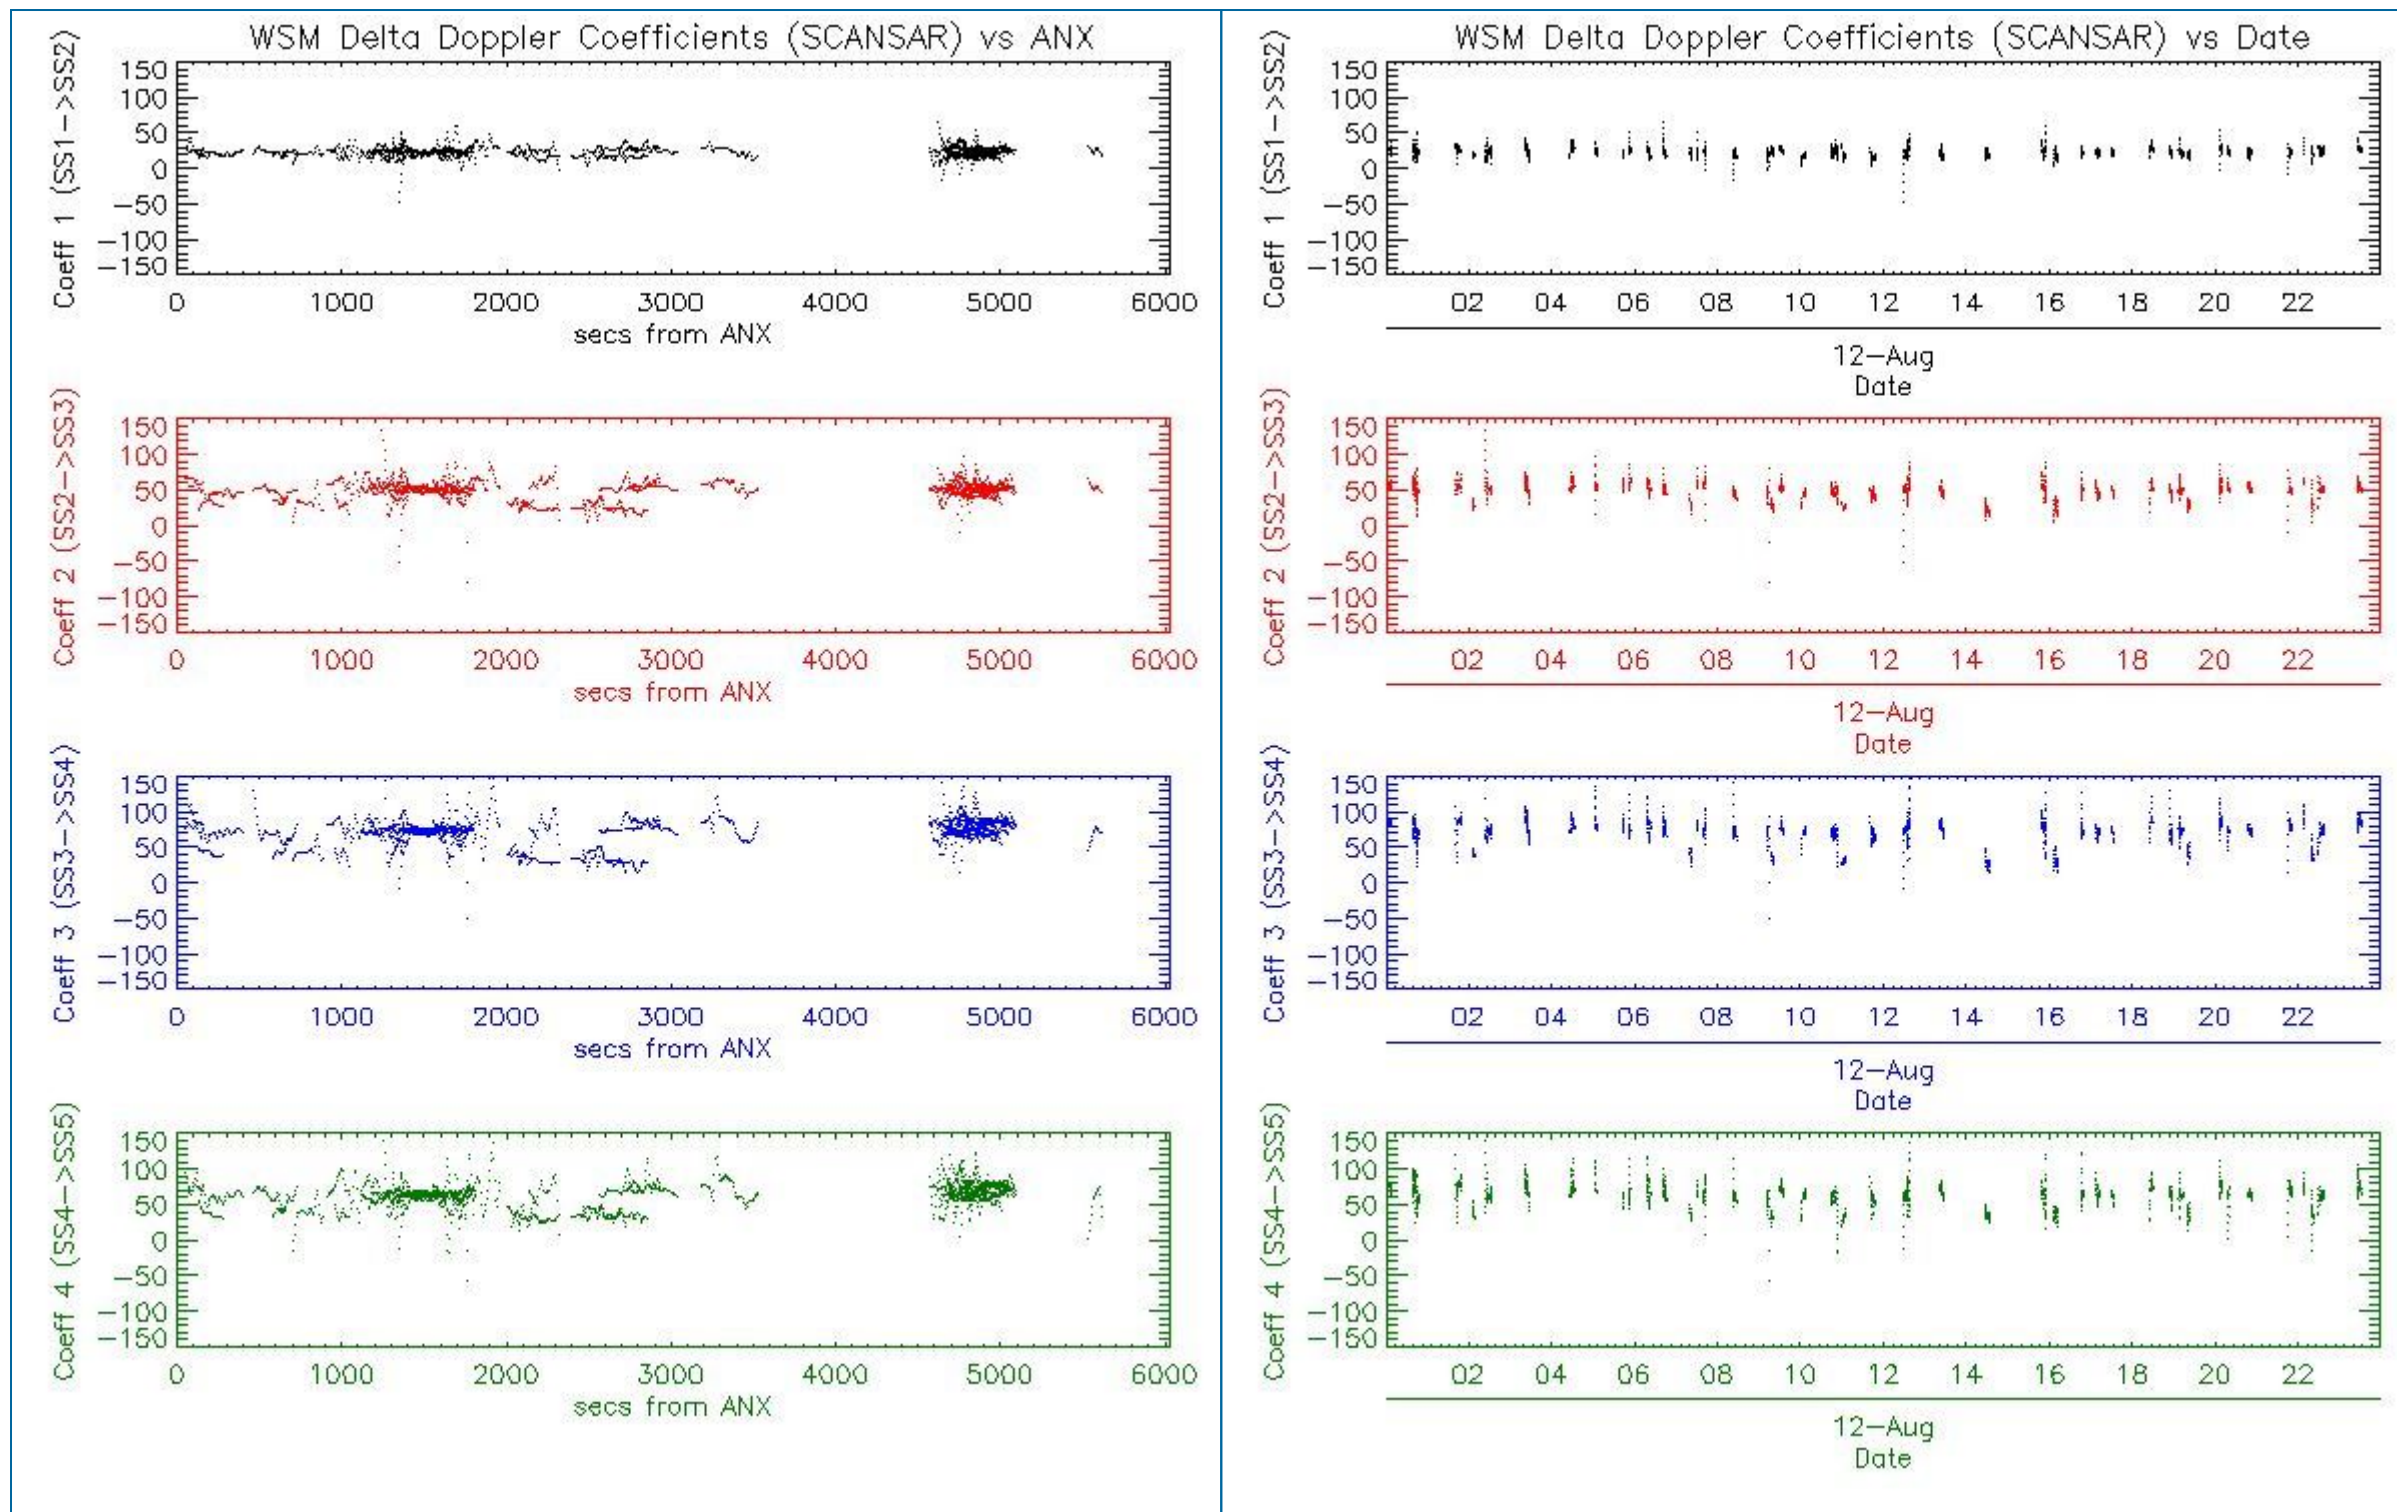 WSM Delta Doppler Coefficients (SCANSAR) vs ANX
Coeff 1 (SS1->SS2)
150
100
50
0
-50
-100
-150
0 1000 2000 3000 4000 5000 6000
secs from ANX
Coeff 2 (SS2->SS3)
150
100
50
0
-50
-100
-150
0 1000 2000 3000 4000 5000 6000
secs from ANX
Coeff 3 (SS3->SS4)
150
100
50
0
-50
-100
-150
0 1000 2000 3000 4000 5000 6000
secs from ANX
Coeff 4 (SS4->SS5)
150
100
50
0
-50
-100
-150
0 1000 2000 3000 4000 5000 6000
secs from ANX
WSM Delta Doppler Coefficients (SCANSAR) vs Date
Coeff 1 (SS1->SS2)
150
100
50
0
-50
-100
-150
02 04 06 08 10 12 14 16 18 20 22
12-Aug
Date
Coeff 2 (SS2->SS3)
150
100
50
0
-50
-100
-150
02 04 06 08 10 12 14 16 18 20 22
12-Aug
Date
Coeff 3 (SS3->SS4)
150
100
50
0
-50
-100
-150
02 04 06 08 10 12 14 16 18 20 22
12-Aug
Date
Coeff 4 (SS4->SS5)
150
100
50
0
-50
-100
-150
02 04 06 08 10 12 14 16 18 20 22
12-Aug
Date